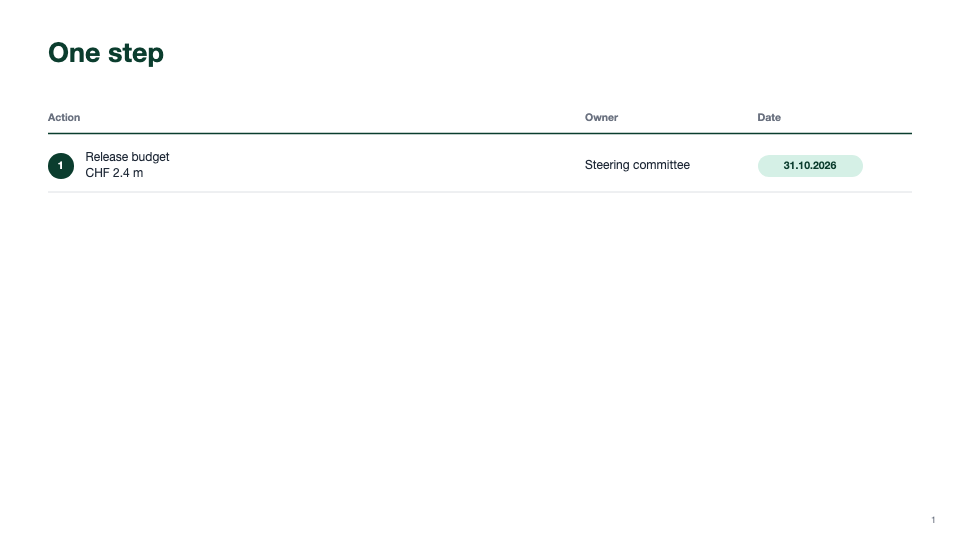 One step
Action Owner Date
1 Release budget
CHF 2.4 m
Steering committee
31.10.2026
1